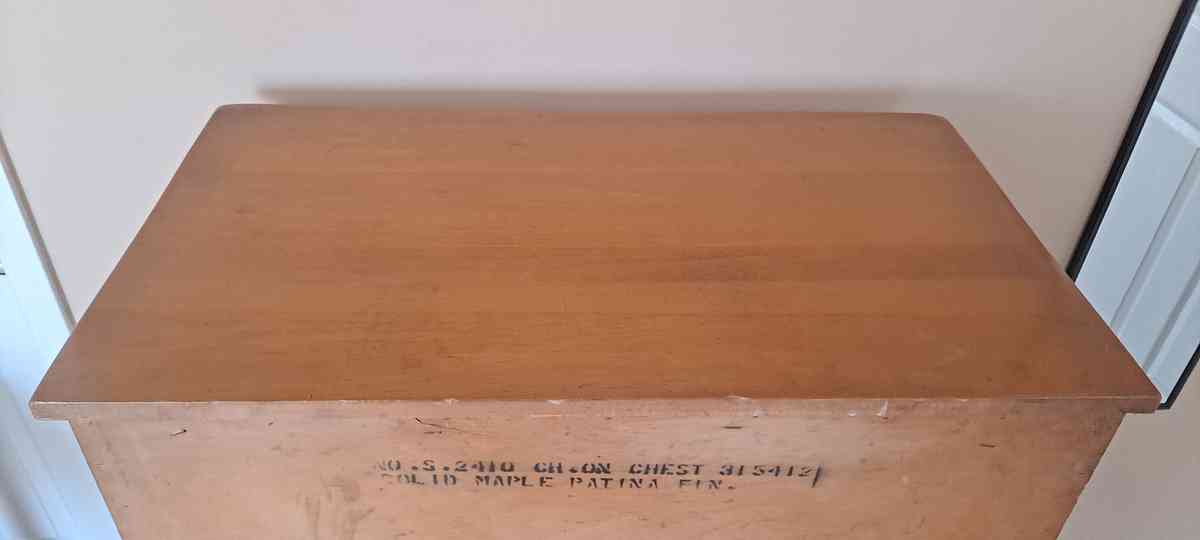 NO.S.2410 CH.ON CHEST 315412
SOLID MAPLE PATINA FIN.